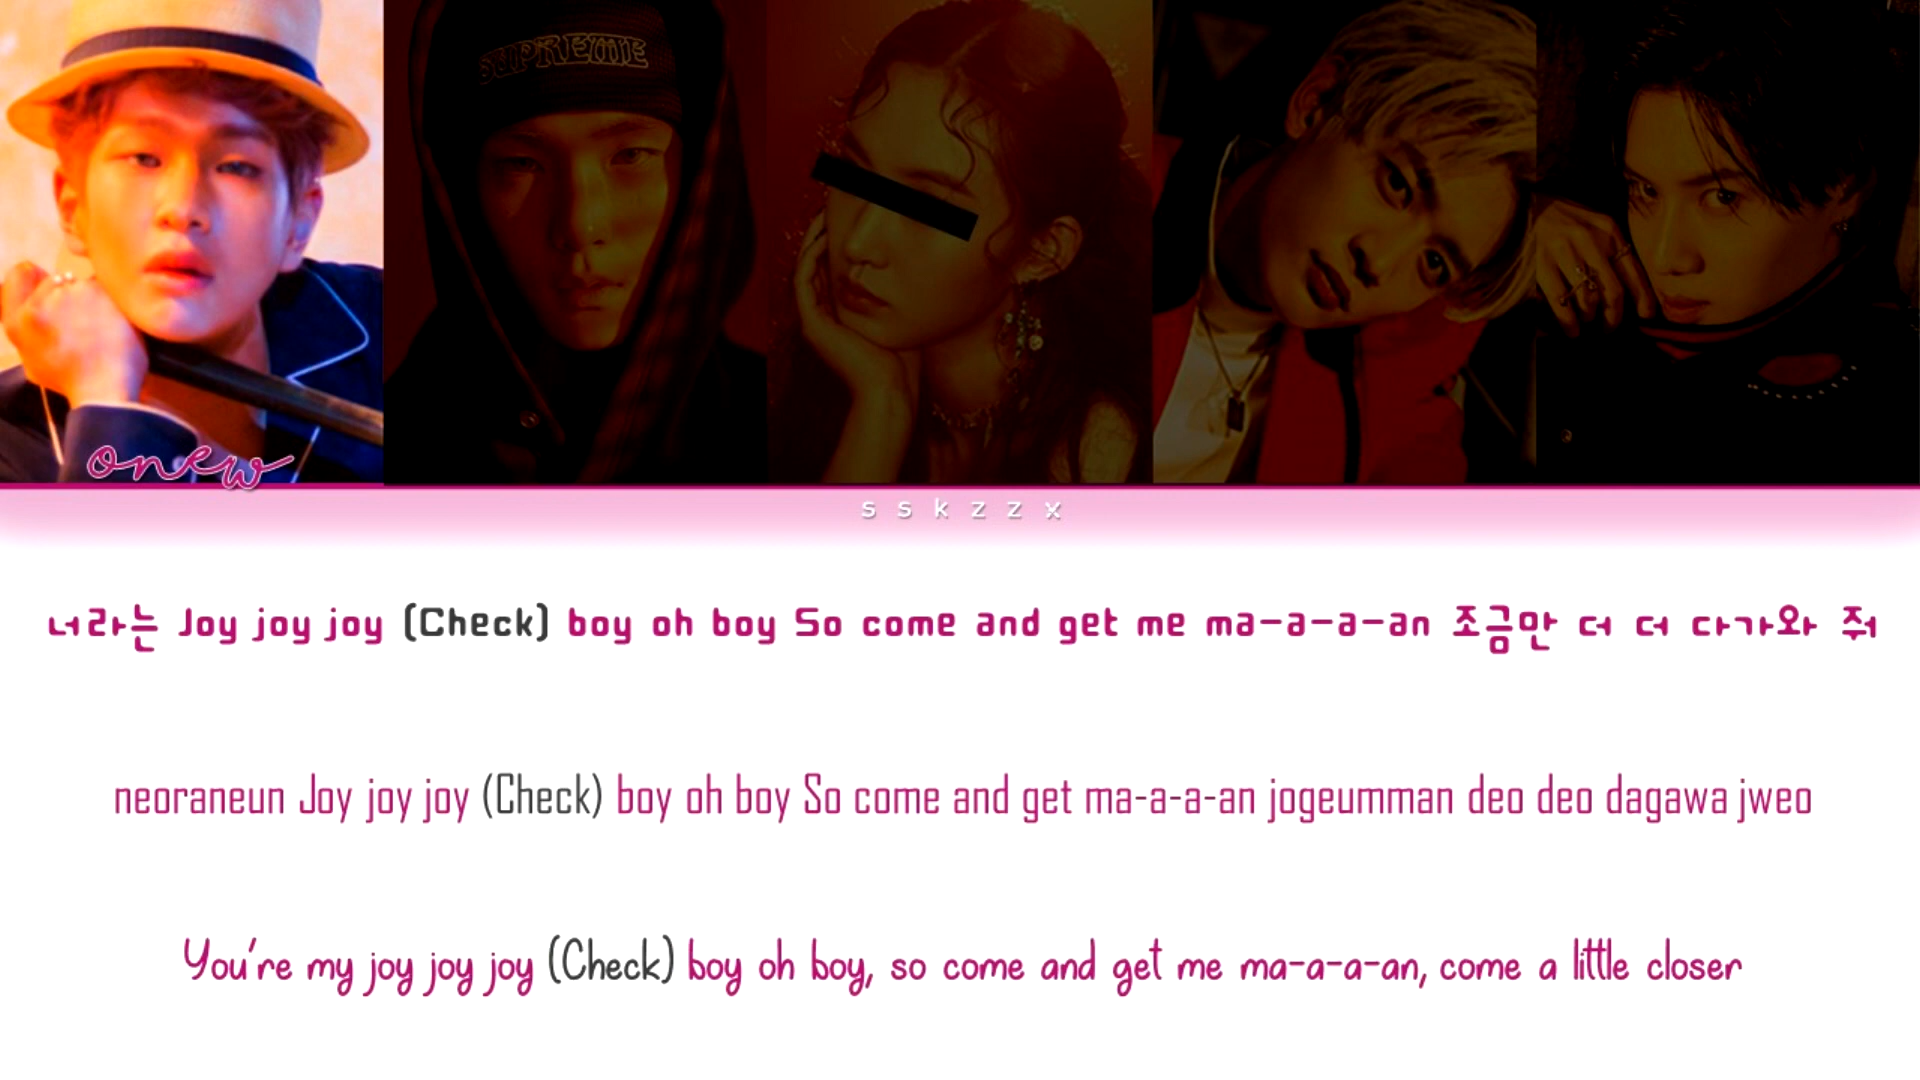 SUPREME
onew
s s k z z x
너라는 Joy joy joy (Check) boy oh boy So come and get me ma-a-a-an 조금만 더 더 다가와 줘
neoraneun Joy joy joy (Check) boy oh boy So come and get ma-a-a-an jogeumman deo deo dagawa jweo
You're my joy joy joy (Check) boy oh boy, so come and get me ma-a-a-an, come a little closer